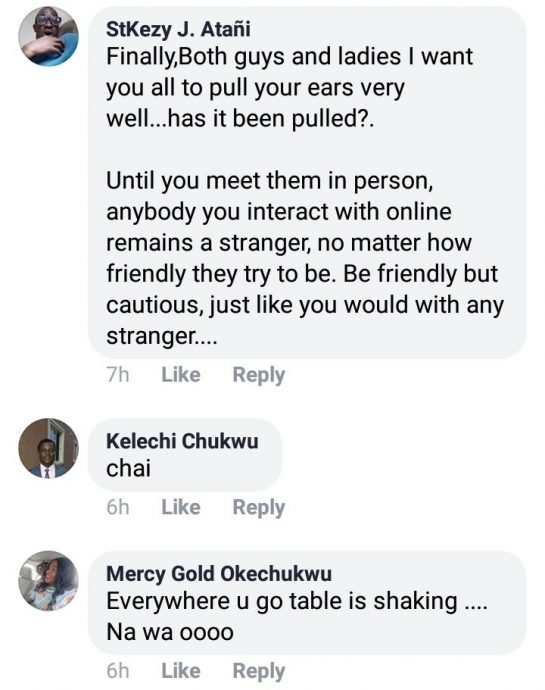 StKezy J. Atañi
Finally,Both guys and ladies I want
you all to pull your ears very
well...has it been pulled?.
Until you meet them in person,
anybody you interact with online
remains a stranger, no matter how
friendly they try to be. Be friendly but
cautious, just like you would with any
stranger....
7h Like Reply
Kelechi Chukwu
chai
6h Like Reply
Mercy Gold Okechukwu
Everywhere u go table is shaking ....
Na wa oooo
6h Like Reply